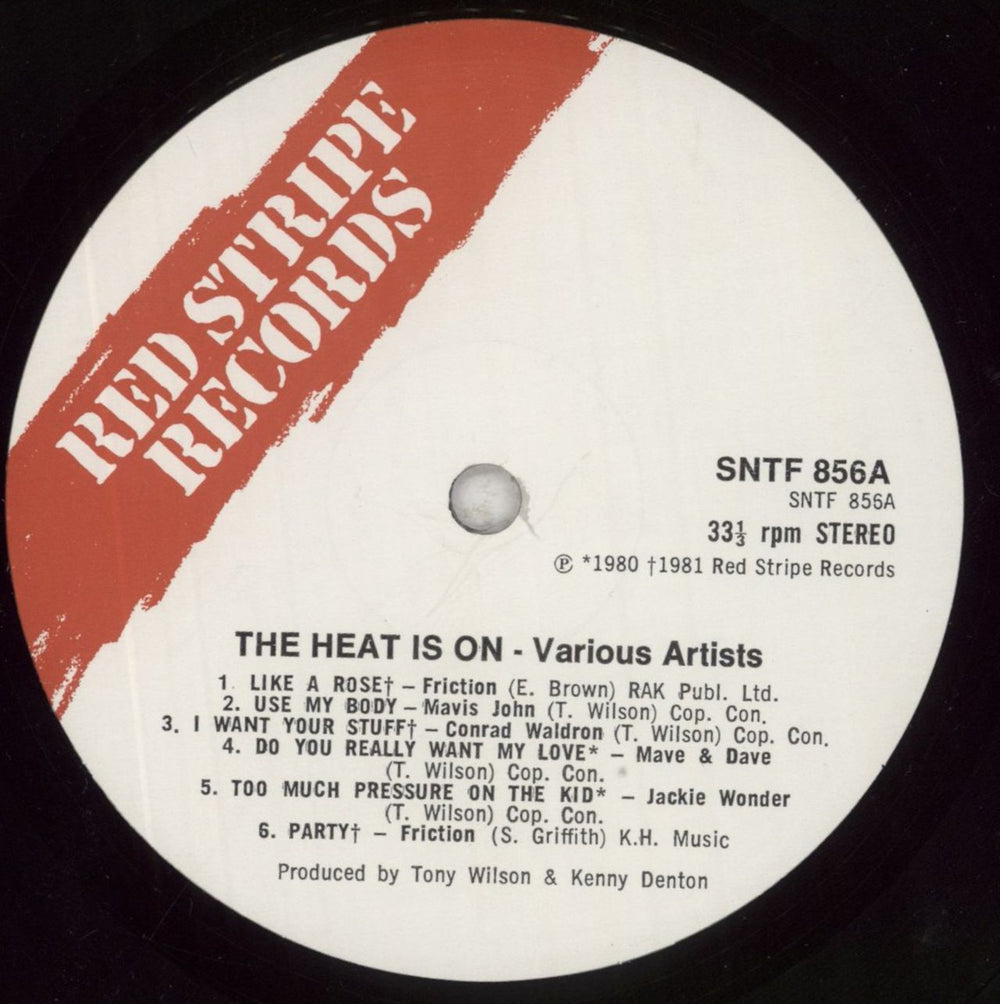 RED STRIPE
RECORDS
SNTF 856A
SNTF 856A
33⅓ rpm STEREO
℗ *1980 †1981 Red Stripe Records
THE HEAT IS ON - Various Artists
1. LIKE A ROSE† – Friction (E. Brown) RAK Publ. Ltd.
2. USE MY BODY – Mavis John (T. Wilson) Cop. Con.
3. I WANT YOUR STUFF† – Conrad Waldron (T. Wilson) Cop. Con.
4. DO YOU REALLY WANT MY LOVE* – Mave & Dave
(T. Wilson) Cop. Con.
5. TOO MUCH PRESSURE ON THE KID* – Jackie Wonder
(T. Wilson) Cop. Con.
6. PARTY† – Friction (S. Griffith) K.H. Music
Produced by Tony Wilson & Kenny Denton